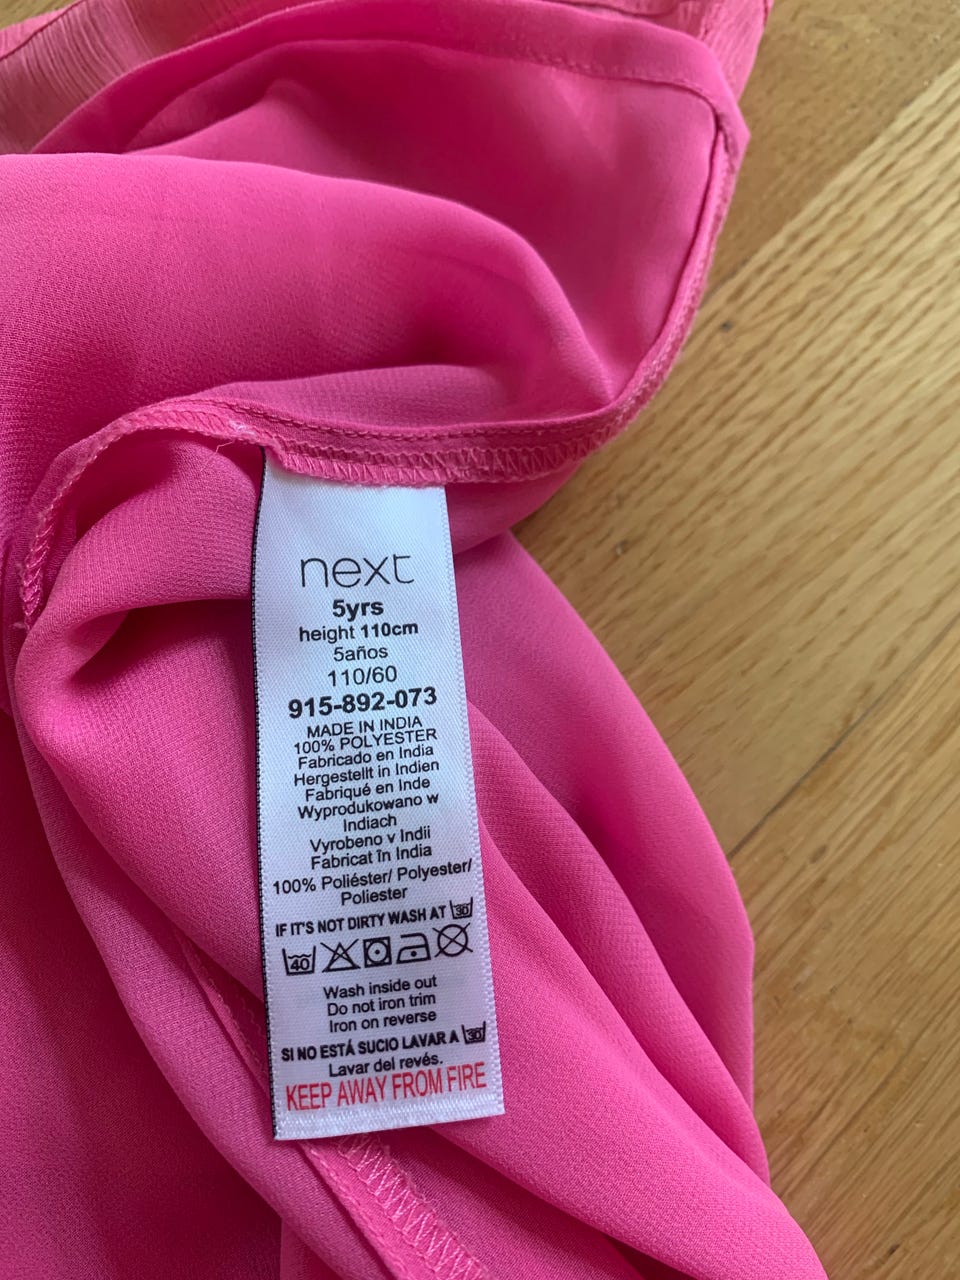 next
5yrs
height 110cm
5años
110/60
915-892-073
MADE IN INDIA
100% POLYESTER
Fabricado en India
Hergestellt in Indien
Fabriqué en Inde
Wyprodukowano w
Indiach
Vyrobeno v Indii
Fabricat în India
100% Poliéster/ Polyester/
Poliester
IF IT'S NOT DIRTY WASH AT 30
40
Wash inside out
Do not iron trim
Iron on reverse
SI NO ESTÁ SUCIO LAVAR A 30
Lavar del revés.
KEEP AWAY FROM FIRE